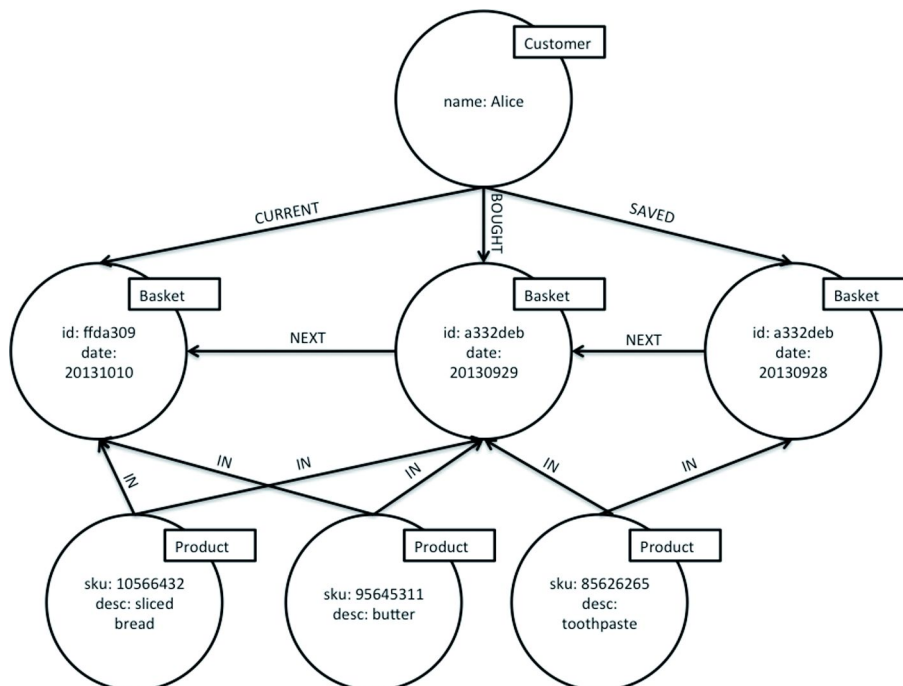 Customer
name: Alice
CURRENT
BOUGHT
SAVED
Basket
id: ffda309
date:
20131010
NEXT
Basket
id: a332deb
date:
20130929
NEXT
Basket
id: a332deb
date:
20130928
IN
IN
IN
IN
IN
IN
Product
sku: 10566432
desc: sliced
bread
Product
sku: 95645311
desc: butter
Product
sku: 85626265
desc:
toothpaste